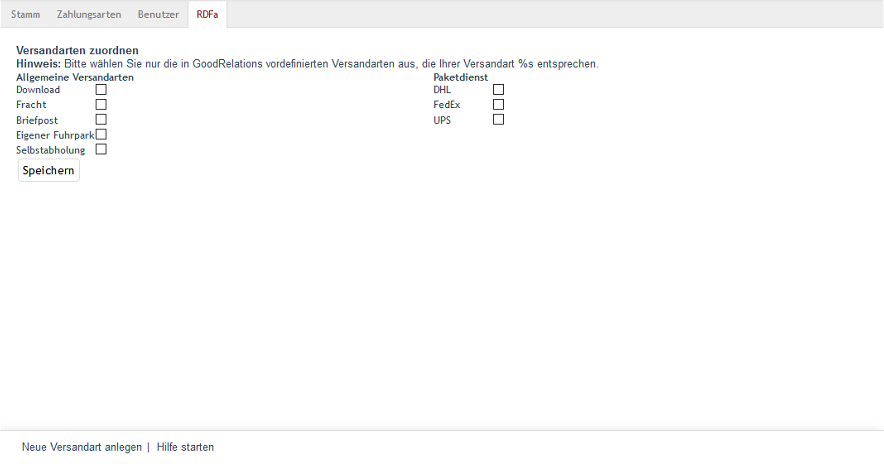 Stamm Zahlungsarten Benutzer RDFa
Versandarten zuordnen
Hinweis: Bitte wählen Sie nur die in GoodRelations vordefinierten Versandarten aus, die Ihrer Versandart %s entsprechen.
Allgemeine Versandarten Paketdienst
Download DHL
Fracht FedEx
Briefpost UPS
Eigener Fuhrpark
Selbstabholung
Speichern
Neue Versandart anlegen | Hilfe starten